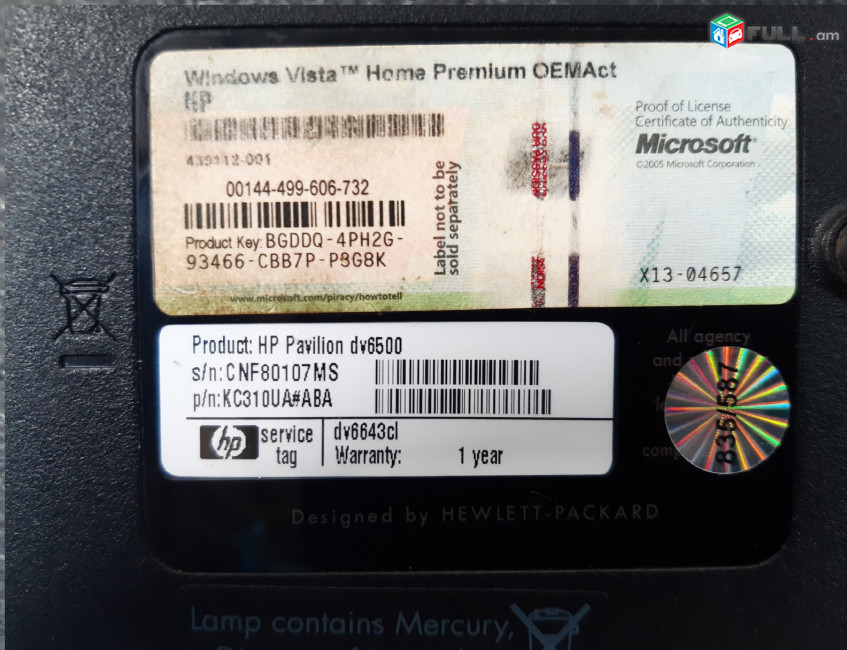 FULL.am
Windows Vista™ Home Premium OEMAct
HP
439112-001
00144-499-606-732
Product Key: BGDDQ-4PH2G-
93466-CBB7P-P3G8K
www.microsoft.com/piracy/howtotell
Label not to be
sold separately
Proof of License
Certificate of Authenticity
Microsoft®
©2005 Microsoft Corporation
X13-04657
Product: HP Pavilion dv6500
s/n:CNF80107MS
p/n:KC310UA#ABA
hp service
tag
dv6643cl
Warranty: 1 year
All agency
and
835/587
Designed by HEWLETT-PACKARD
Lamp contains Mercury,